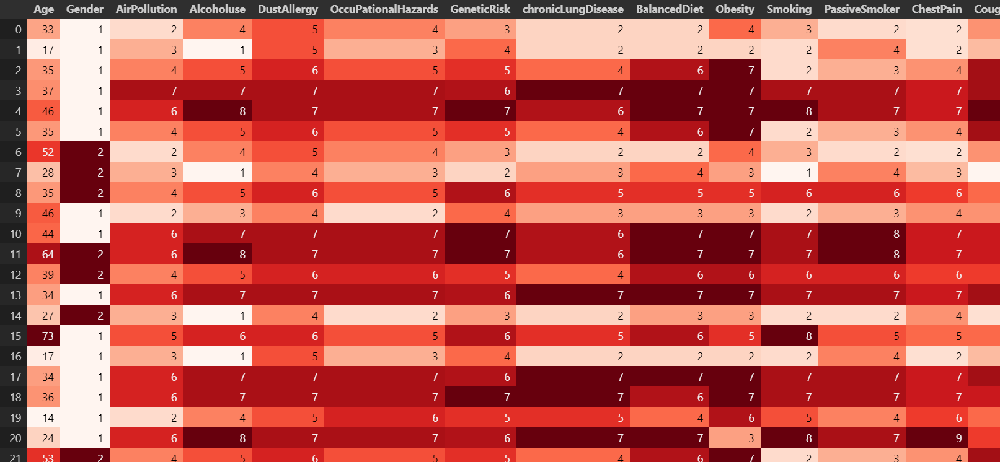 Age Gender AirPollution Alcoholuse DustAllergy OccuPationalHazards GeneticRisk chronicLungDisease BalancedDiet Obesity Smoking PassiveSmoker ChestPain Coug
0 33 1 2 4 5 4 3 2 2 4 3 2 2
1 17 1 3 1 5 3 4 2 2 2 2 4 2
2 35 1 4 5 6 5 5 4 6 7 2 3 4
3 37 1 7 7 7 7 6 7 7 7 7 7 7
4 46 1 6 8 7 7 7 6 7 7 8 7 7
5 35 1 4 5 6 5 5 4 6 7 2 3 4
6 52 2 2 4 5 4 3 2 2 4 3 2 2
7 28 2 3 1 4 3 2 3 4 3 1 4 3
8 35 2 4 5 6 5 6 5 5 5 6 6 6
9 46 1 2 3 4 2 4 3 3 3 2 3 4
10 44 1 6 7 7 7 7 6 7 7 7 8 7
11 64 2 6 8 7 7 7 6 7 7 7 8 7
12 39 2 4 5 6 6 5 4 6 6 6 6 6
13 34 1 6 7 7 7 6 7 7 7 7 7 7
14 27 2 3 1 4 2 3 2 3 3 2 2 4
15 73 1 5 6 6 5 6 5 6 5 8 5 5
16 17 1 3 1 5 3 4 2 2 2 2 4 2
17 34 1 6 7 7 7 6 7 7 7 7 7 7
18 36 1 6 7 7 7 7 7 6 7 7 7 7
19 14 1 2 4 5 6 5 5 4 6 5 4 6
20 24 1 6 8 7 7 6 7 7 3 8 7 9
21 53 2 4 5 6 5 5 4 6 7 2 3 4